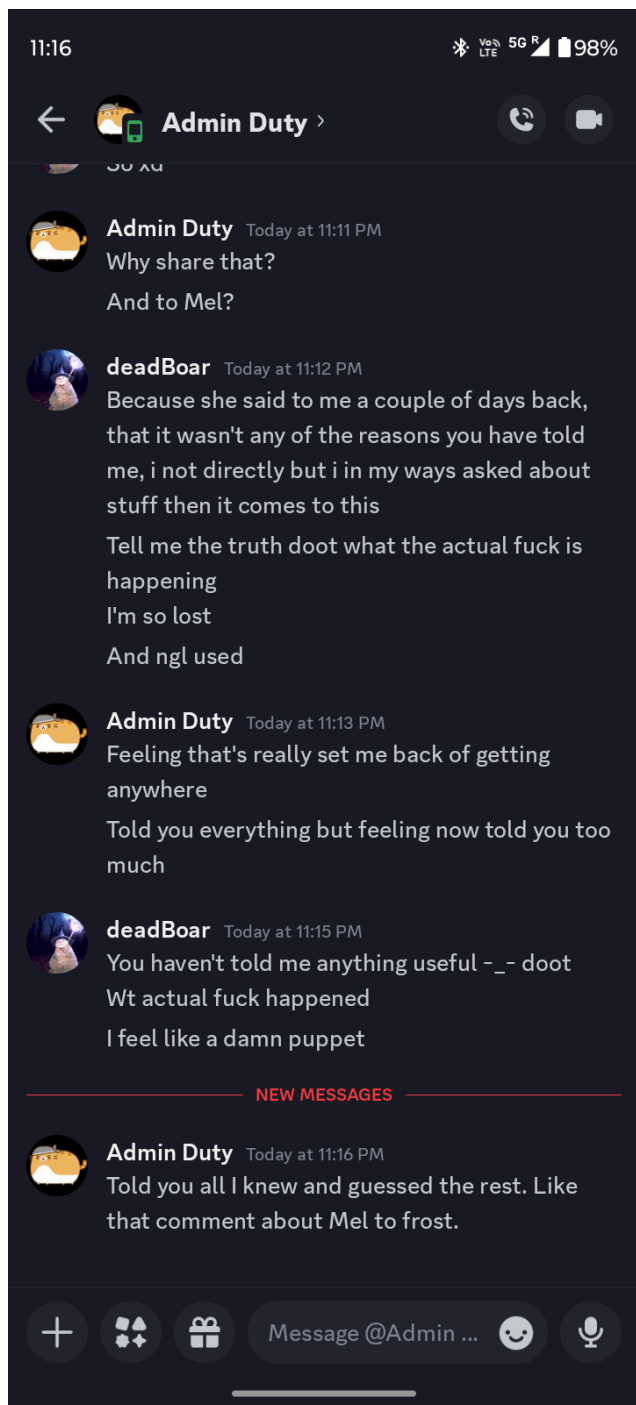 11:16
Vo LTE 5G R 98%
Admin Duty
So xd
Admin Duty Today at 11:11 PM
Why share that?
And to Mel?
deadBoar Today at 11:12 PM
Because she said to me a couple of days back,
that it wasn't any of the reasons you have told
me, i not directly but i in my ways asked about
stuff then it comes to this
Tell me the truth doot what the actual fuck is
happening
I'm so lost
And ngl used
Admin Duty Today at 11:13 PM
Feeling that's really set me back of getting
anywhere
Told you everything but feeling now told you too
much
deadBoar Today at 11:15 PM
You haven't told me anything useful -_- doot
Wt actual fuck happened
I feel like a damn puppet
NEW MESSAGES
Admin Duty Today at 11:16 PM
Told you all I knew and guessed the rest. Like
that comment about Mel to frost.
Message @Admin ...